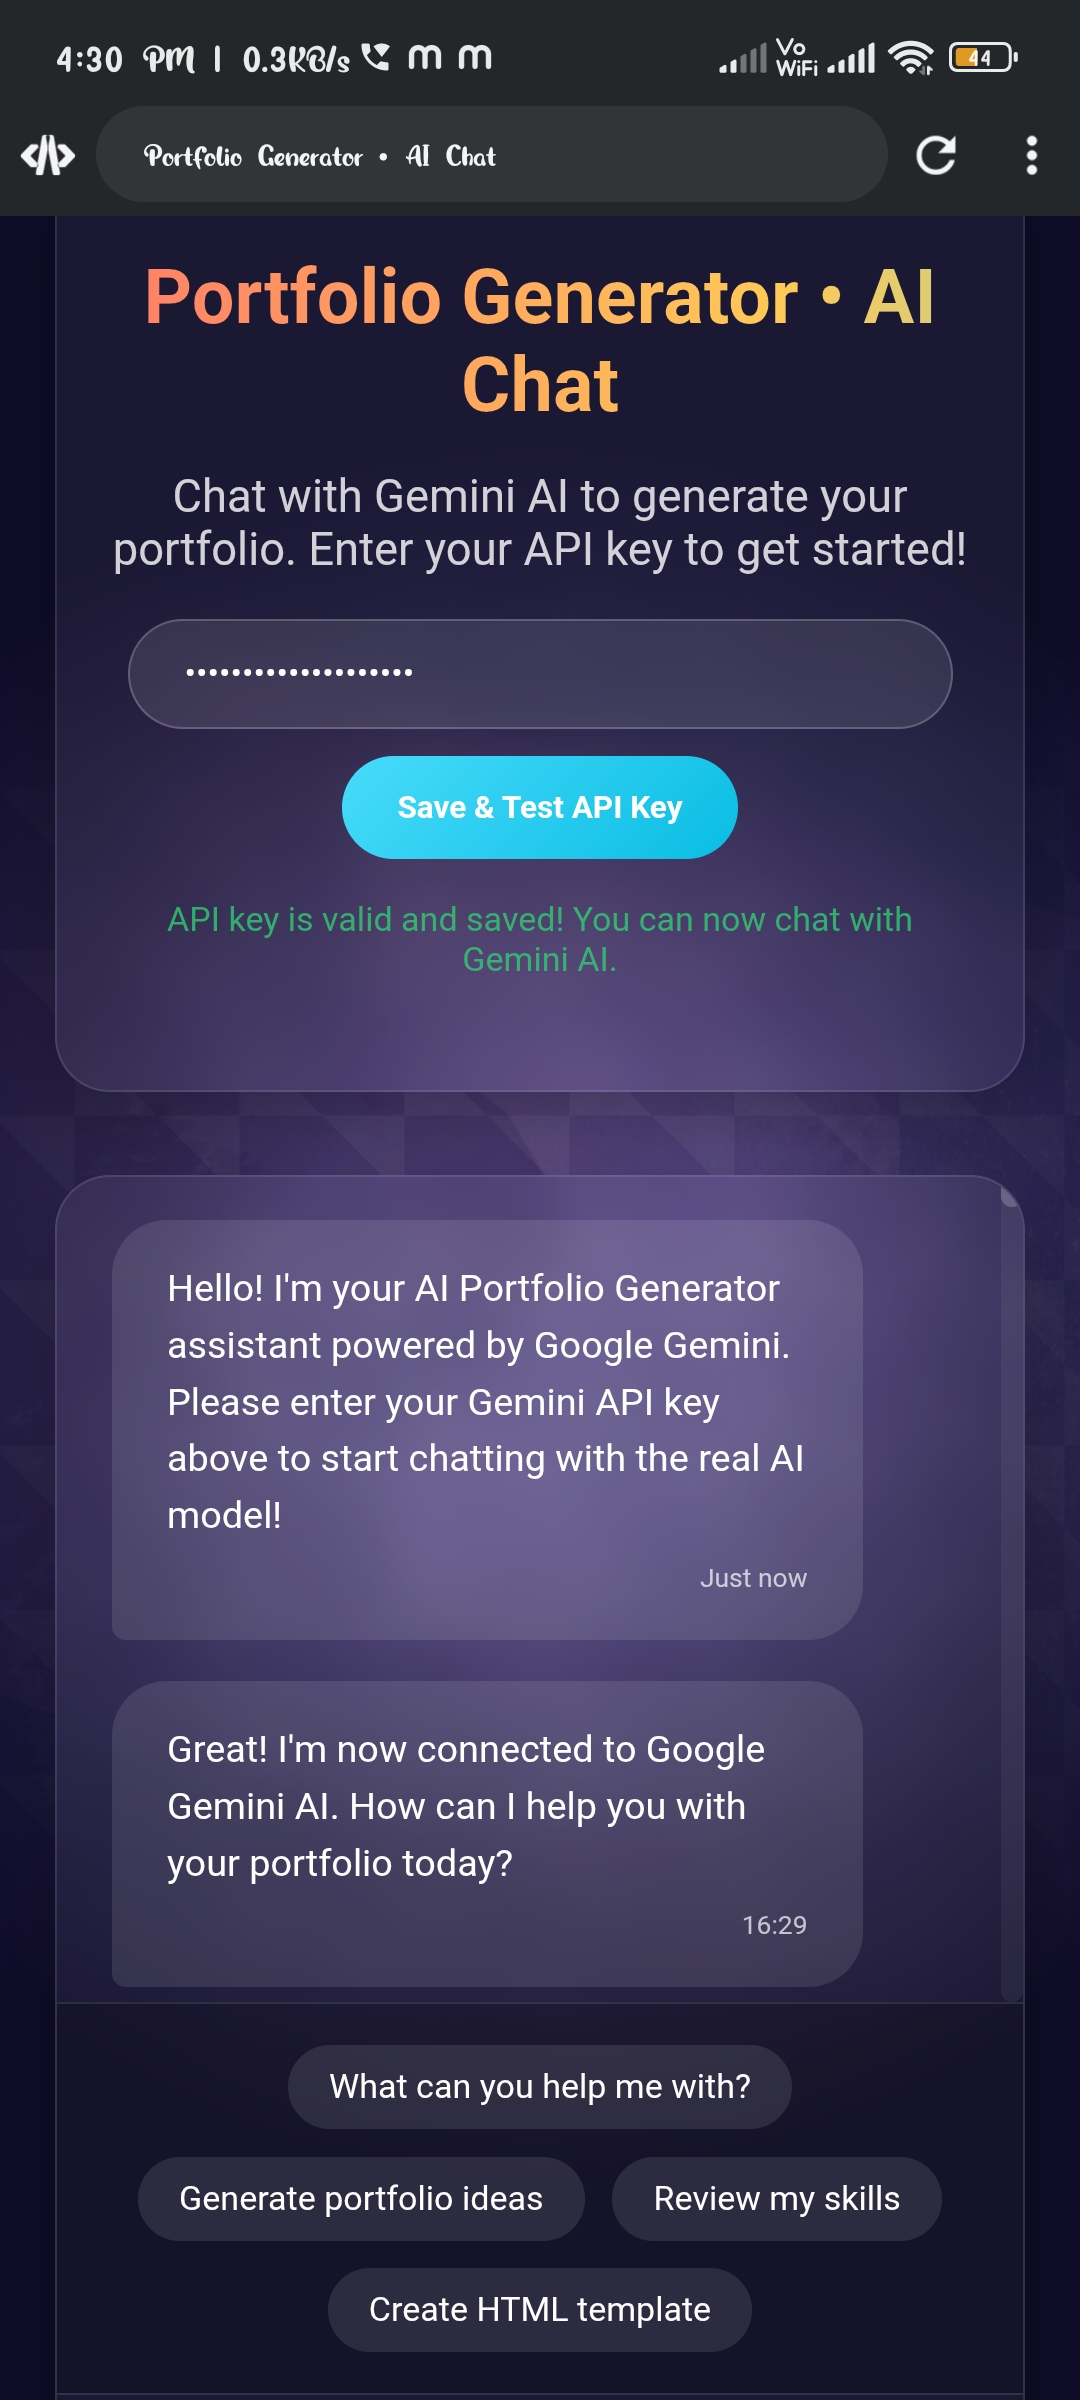 4:30 PM | 0.3KB/s m m Vo WiFi 44
Portfolio Generator • AI Chat
Portfolio Generator • AI
Chat
Chat with Gemini AI to generate your
portfolio. Enter your API key to get started!
•••••••••••••••••••
Save & Test API Key
API key is valid and saved! You can now chat with
Gemini AI.
Hello! I'm your AI Portfolio Generator
assistant powered by Google Gemini.
Please enter your Gemini API key
above to start chatting with the real AI
model!
Just now
Great! I'm now connected to Google
Gemini AI. How can I help you with
your portfolio today?
16:29
What can you help me with?
Generate portfolio ideas Review my skills
Create HTML template